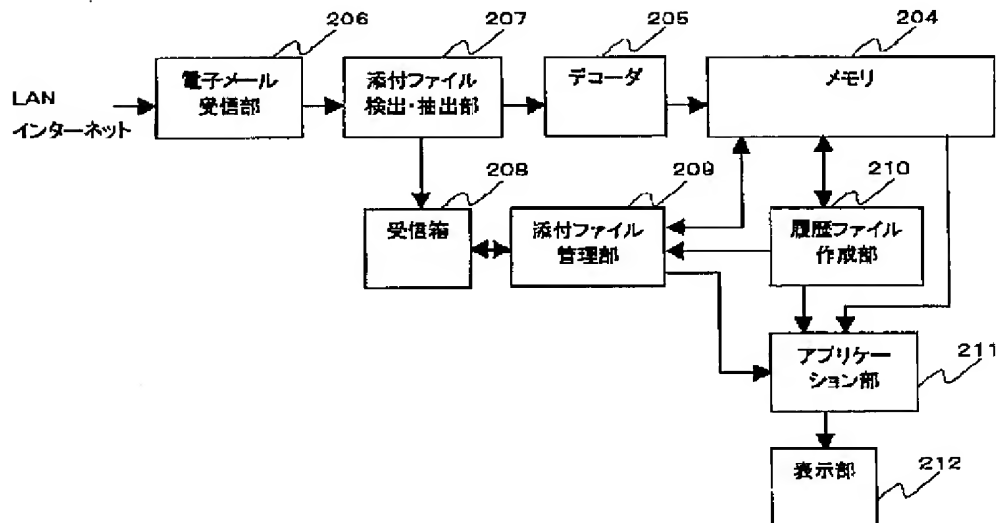 206
207
205
204
LAN
インターネット
電子メール
受信部
添付ファイル
検出・抽出部
デコーダ
メモリ
208
209
210
受信箱
添付ファイル
管理部
履歴ファイル
作成部
アプリケー
ション部
211
表示部
212